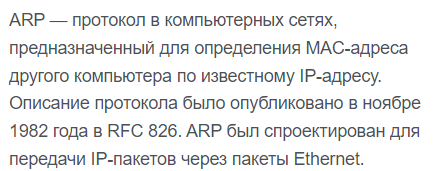 ARP — протокол в компьютерных сетях,
предназначенный для определения MAC-адреса
другого компьютера по известному IP-адресу.
Описание протокола было опубликовано в ноябре
1982 года в RFC 826. ARP был спроектирован для
передачи IP-пакетов через пакеты Ethernet.